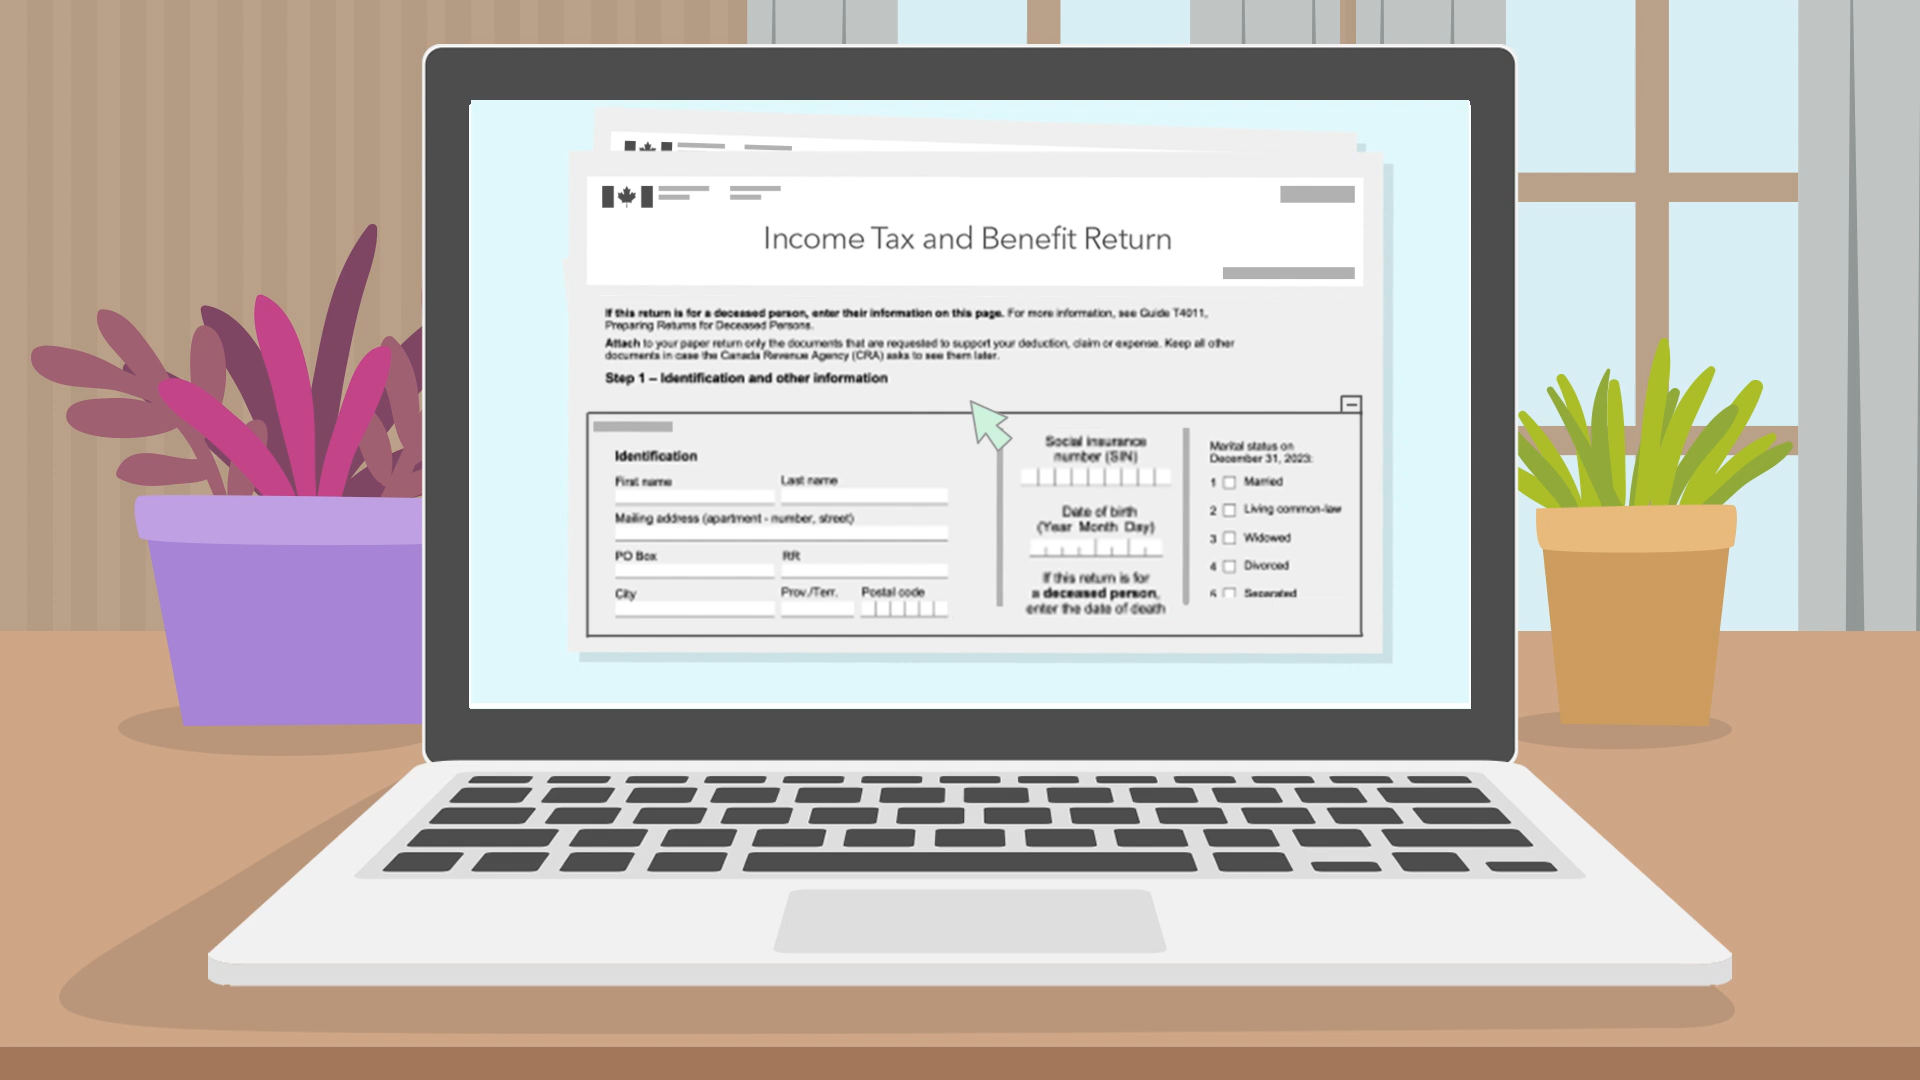 Income Tax and Benefit Return
If this return is for a deceased person, enter their information on this page. For more information, see Guide T4011,
Preparing Returns for Deceased Persons.
Attach to your paper return only the documents that are requested to support your deduction, claim or expense. Keep all other
documents in case the Canada Revenue Agency (CRA) asks to see them later.
Step 1 – Identification and other information
Identification
First name
Last name
Mailing address (apartment - number, street)
PO Box
RR
City
Prov./Terr.
Postal code
Social insurance
number (SIN)
Date of birth
(Year Month Day)
If this return is for
a deceased person,
enter the date of death
Marital status on
December 31, 2023:
1 Married
2 Living common-law
3 Widowed
4 Divorced
5 Separated